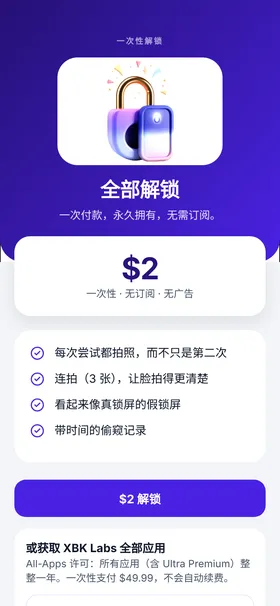 一次性解锁
全部解锁
一次付款，永久拥有，无需订阅。
$2
一次性 · 无订阅 · 无广告
每次尝试都拍照，而不只是第二次
连拍（3 张），让脸拍得更清楚
看起来像真锁屏的假锁屏
带时间的偷窥记录
$2 解锁
或获取 XBK Labs 全部应用
All-Apps 许可：所有应用（含 Ultra Premium）整
整一年。一次性支付 $49.99，不会自动续费。